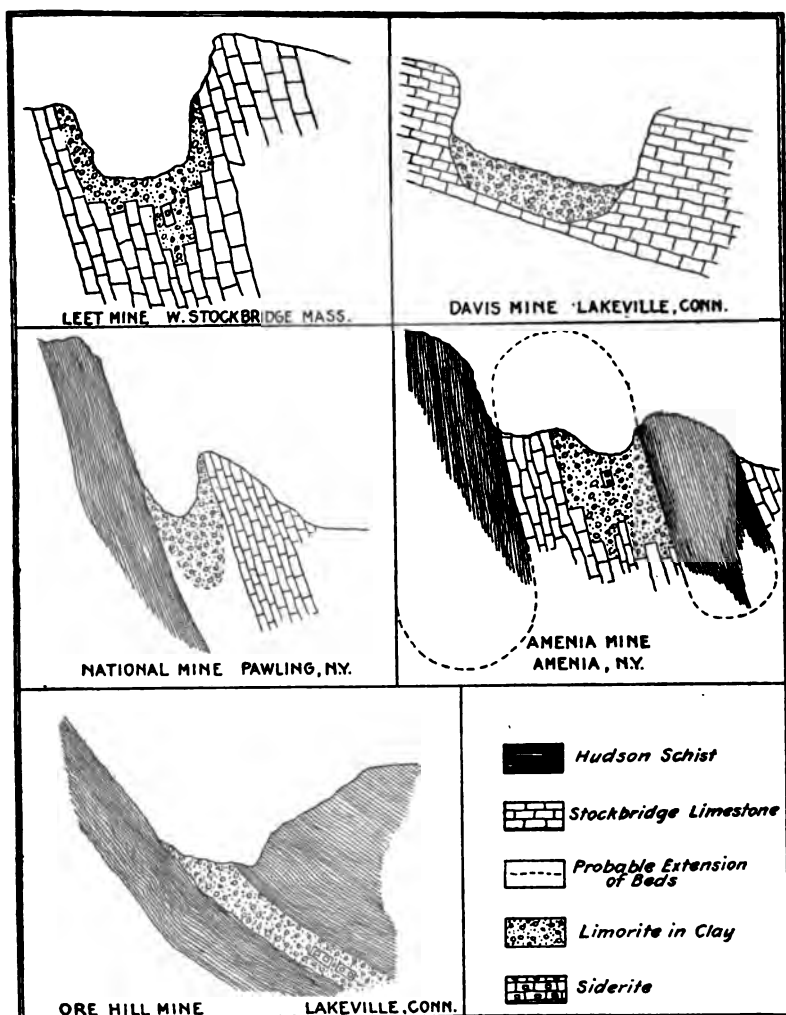 LEET MINE W. STOCKBRIDGE MASS.
DAVIS MINE LAKEVILLE, CONN.
NATIONAL MINE PAWLING, N.Y.
AMENIA MINE
AMENIA, N.Y.
ORE HILL MINE LAKEVILLE, CONN.
Hudson Schist
Stockbridge Limestone
Probable Extension
of Beds
Limorite in Clay
Siderite